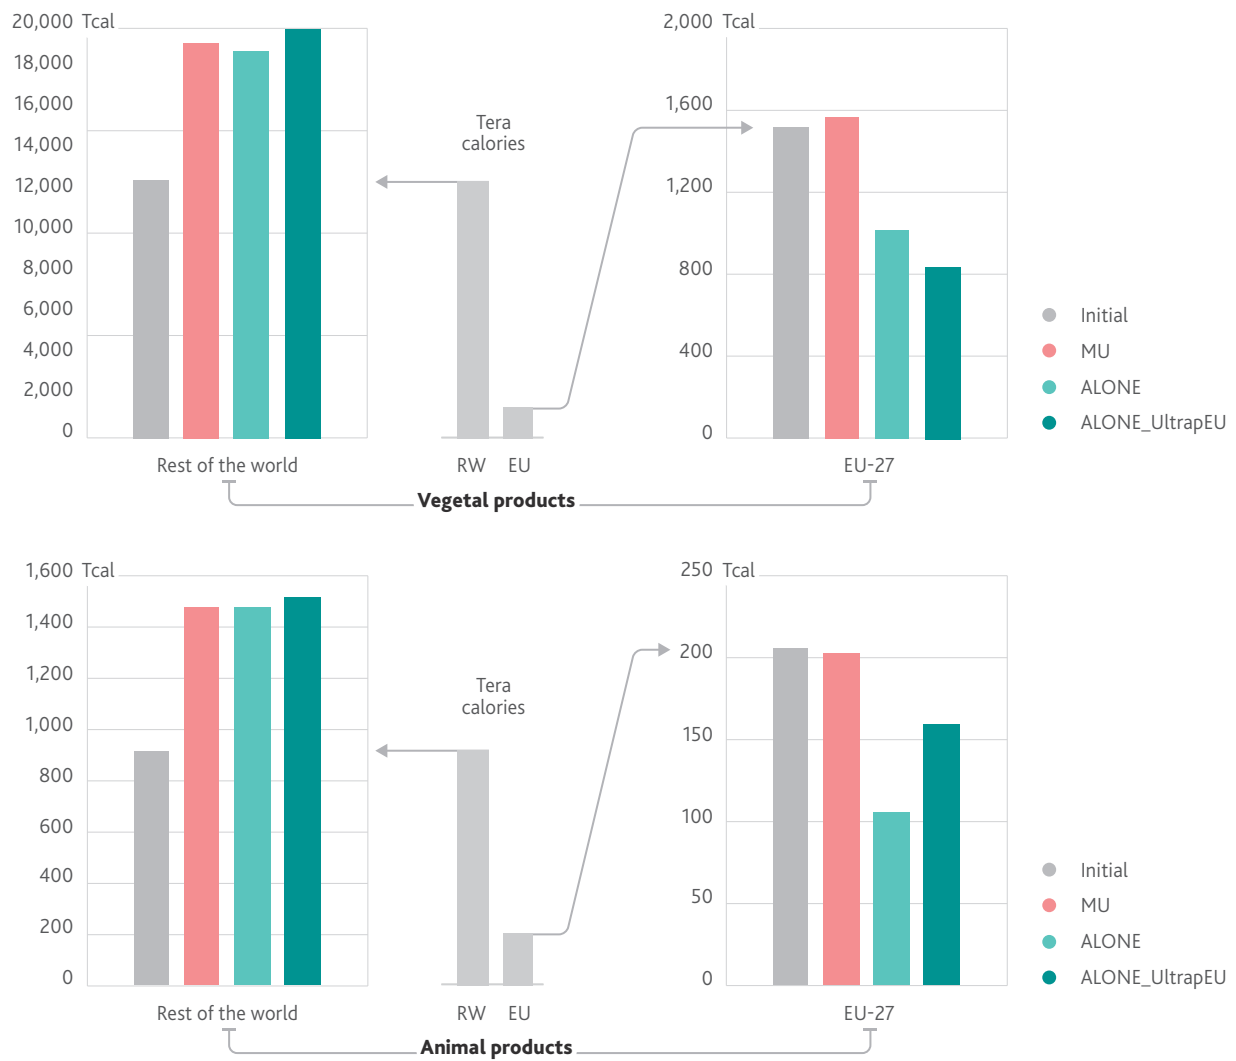 20,000 Tcal
18,000
16,000
14,000
12,000
10,000
8,000
6,000
4,000
2,000
0
Rest of the world
Tera
calories
RW EU
2,000 Tcal
1,600
1,200
800
400
0
EU-27
Initial
MU
ALONE
ALONE_UltrapEU
Vegetal products
1,600 Tcal
1,400
1,200
1,000
800
600
400
200
0
Rest of the world
Tera
calories
RW EU
250 Tcal
200
150
100
50
0
EU-27
Initial
MU
ALONE
ALONE_UltrapEU
Animal products